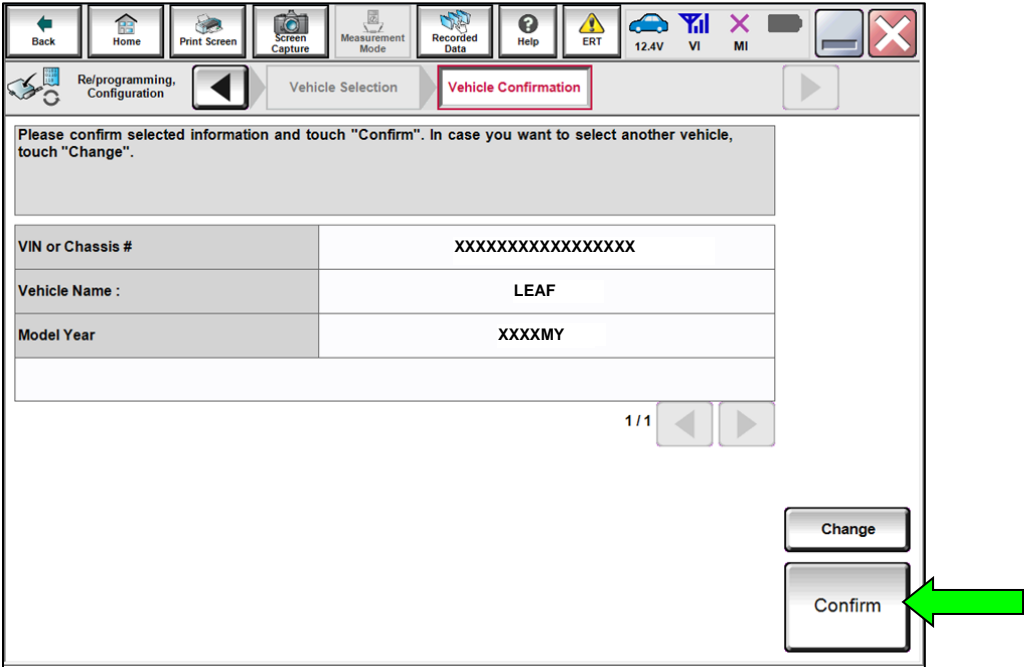 Back
Home
Print Screen
Screen
Capture
Measurement
Mode
Recorded
Data
Help
ERT
12.4V
VI
MI
Re/programming,
Configuration
Vehicle Selection
Vehicle Confirmation
Please confirm selected information and touch "Confirm". In case you want to select another vehicle,
touch "Change".
VIN or Chassis #
XXXXXXXXXXXXXXXXX
Vehicle Name :
LEAF
Model Year
XXXXMY
1 / 1
Change
Confirm